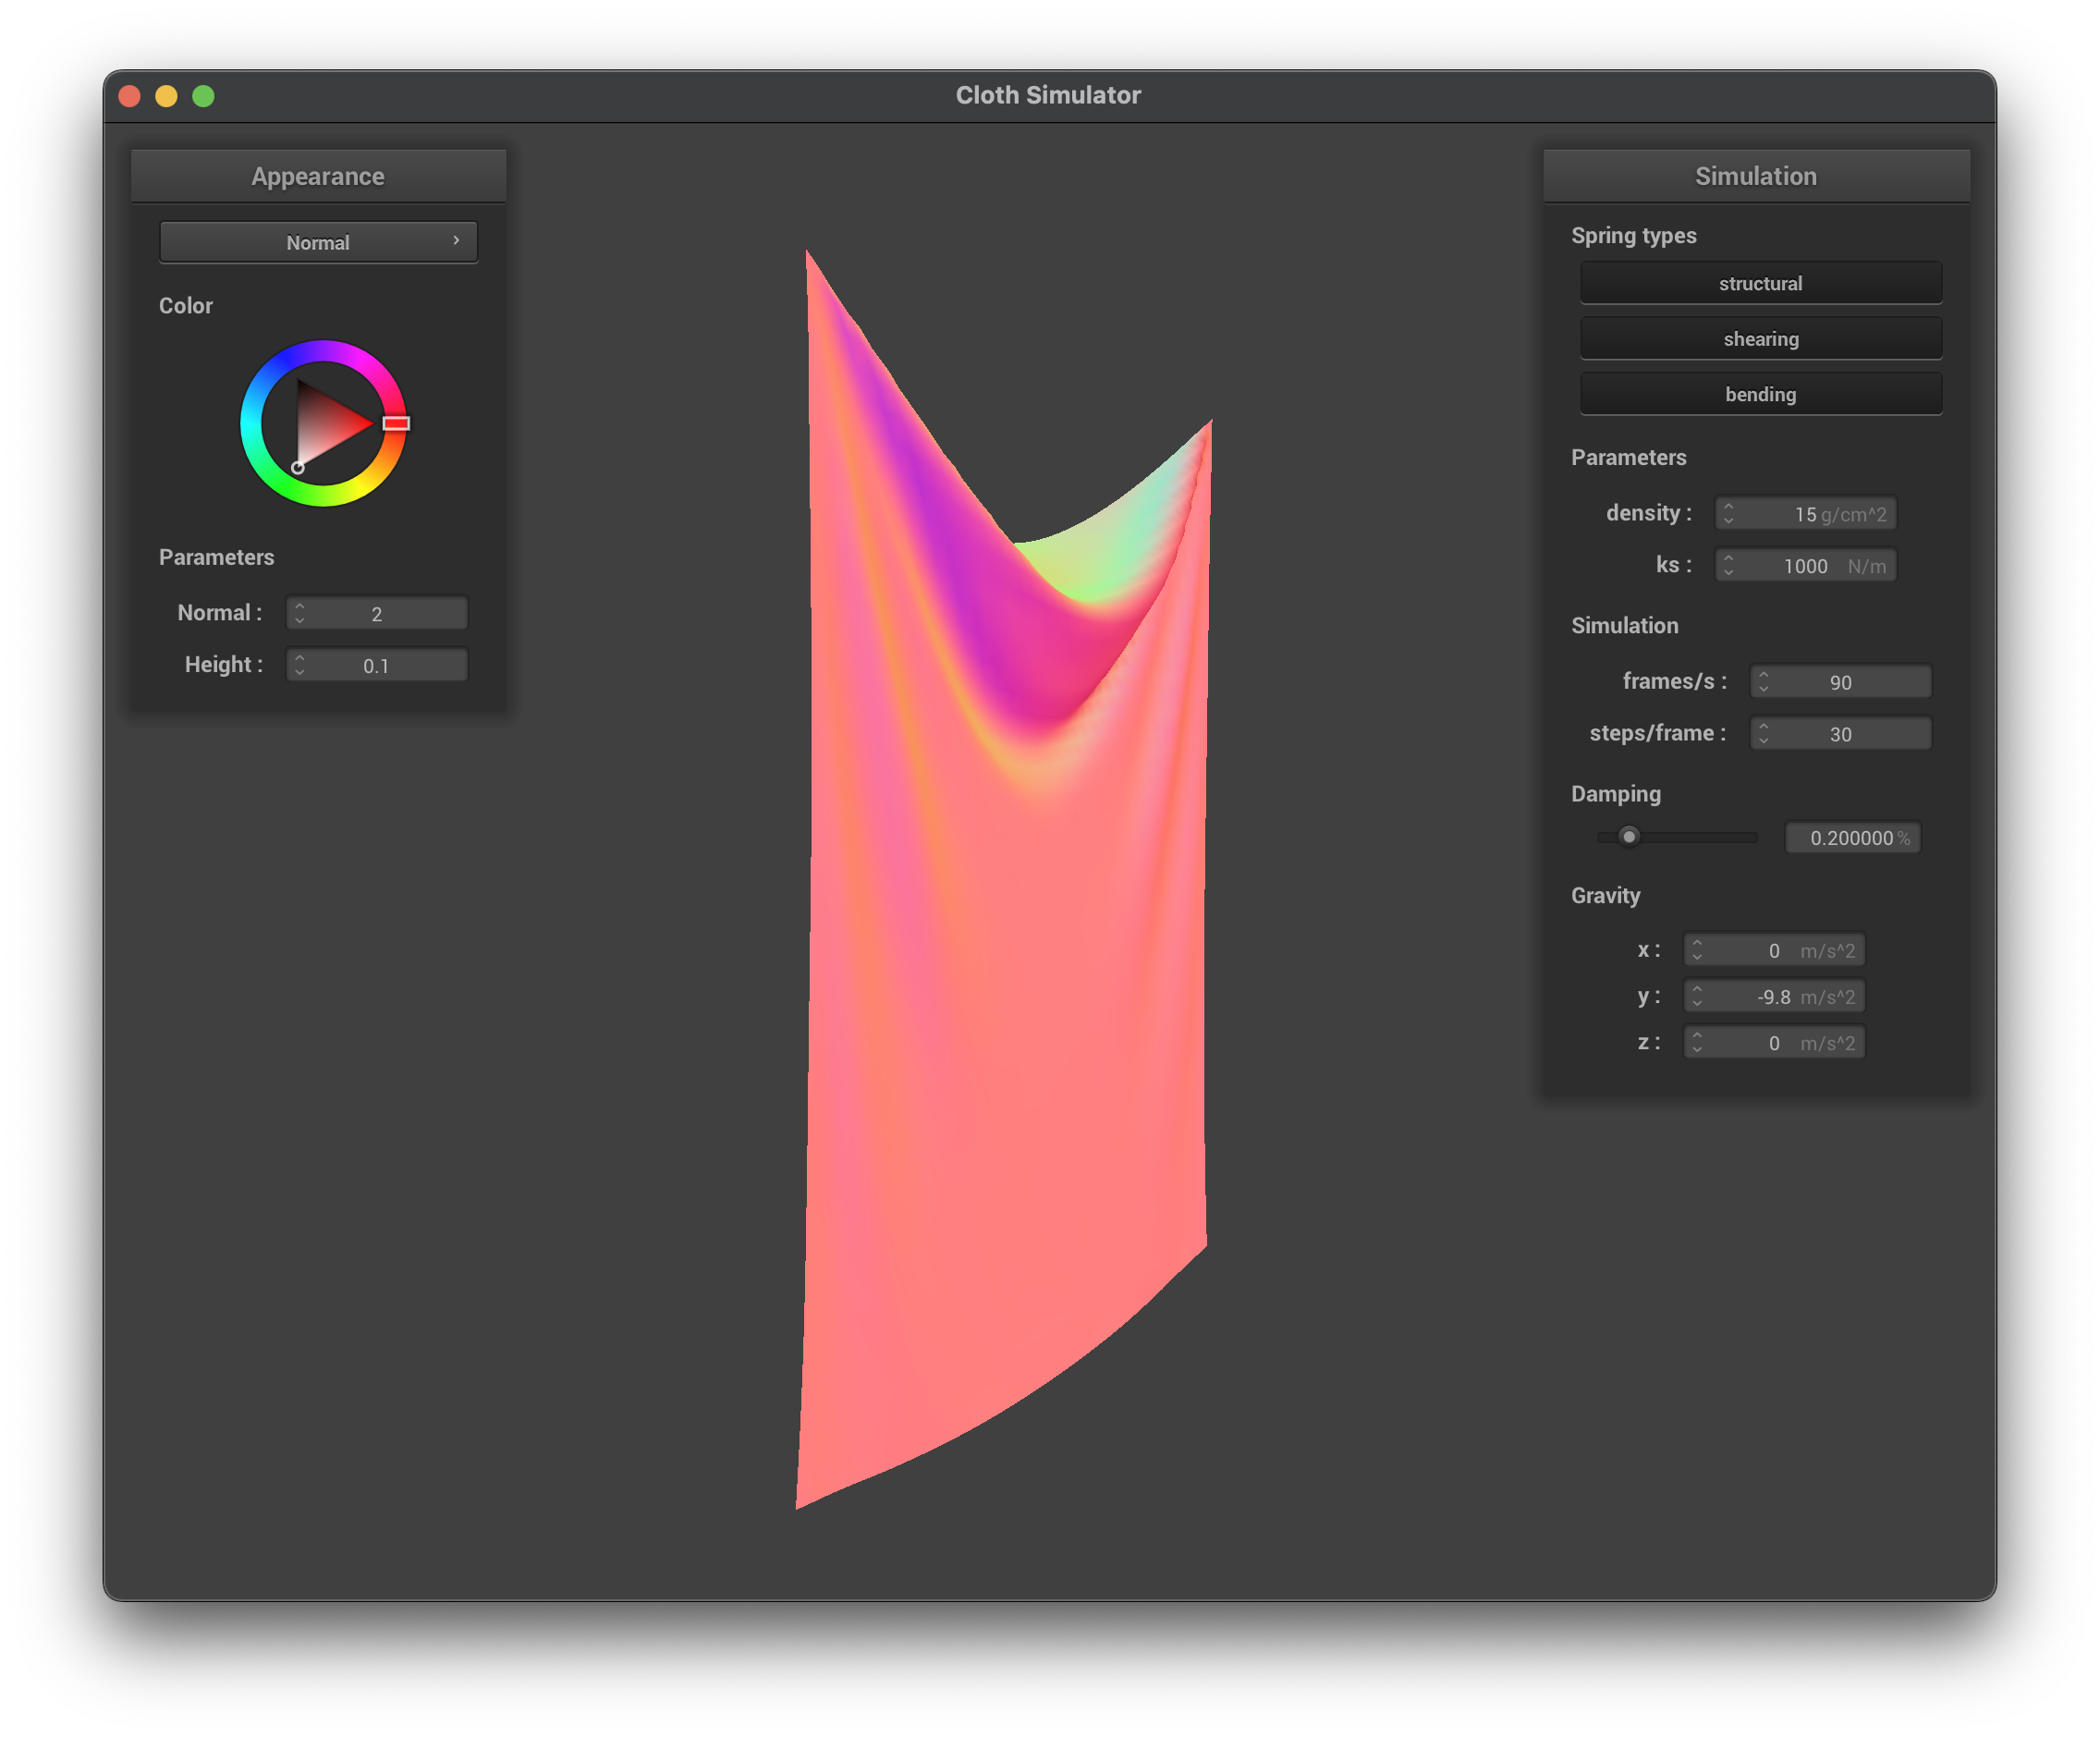 Cloth Simulator
Appearance
Normal
Color
Parameters
Normal : 2
Height : 0.1
Simulation
Spring types
structural
shearing
bending
Parameters
density : 15 g/cm^2
ks : 1000 N/m
Simulation
frames/s : 90
steps/frame : 30
Damping
0.200000 %
Gravity
x : 0 m/s^2
y : -9.8 m/s^2
z : 0 m/s^2